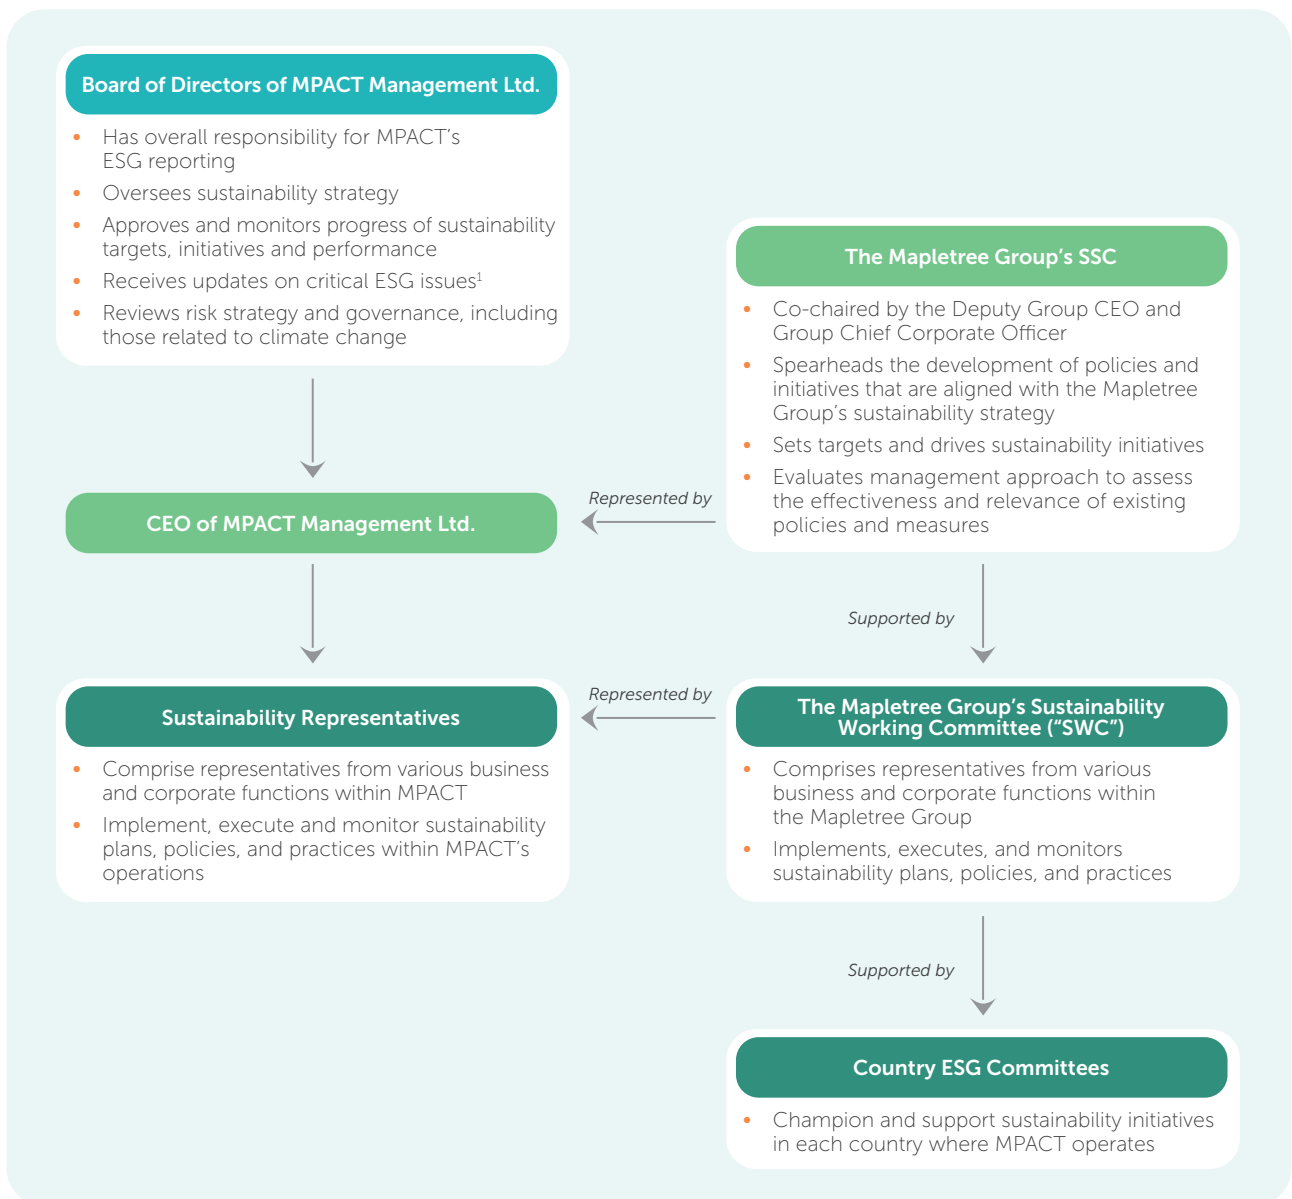 Board of Directors of MPACT Management Ltd.
• Has overall responsibility for MPACT's
ESG reporting
• Oversees sustainability strategy
• Approves and monitors progress of sustainability
targets, initiatives and performance
• Receives updates on critical ESG issues¹
• Reviews risk strategy and governance, including
those related to climate change
The Mapletree Group's SSC
• Co-chaired by the Deputy Group CEO and
Group Chief Corporate Officer
• Spearheads the development of policies and
initiatives that are aligned with the Mapletree
Group's sustainability strategy
• Sets targets and drives sustainability initiatives
• Evaluates management approach to assess
the effectiveness and relevance of existing
policies and measures
Represented by
CEO of MPACT Management Ltd.
Supported by
Represented by
Sustainability Representatives
• Comprise representatives from various business
and corporate functions within MPACT
• Implement, execute and monitor sustainability
plans, policies, and practices within MPACT's
operations
The Mapletree Group's Sustainability
Working Committee ("SWC")
• Comprises representatives from various
business and corporate functions within
the Mapletree Group
• Implements, executes, and monitors
sustainability plans, policies, and practices
Supported by
Country ESG Committees
• Champion and support sustainability initiatives
in each country where MPACT operates